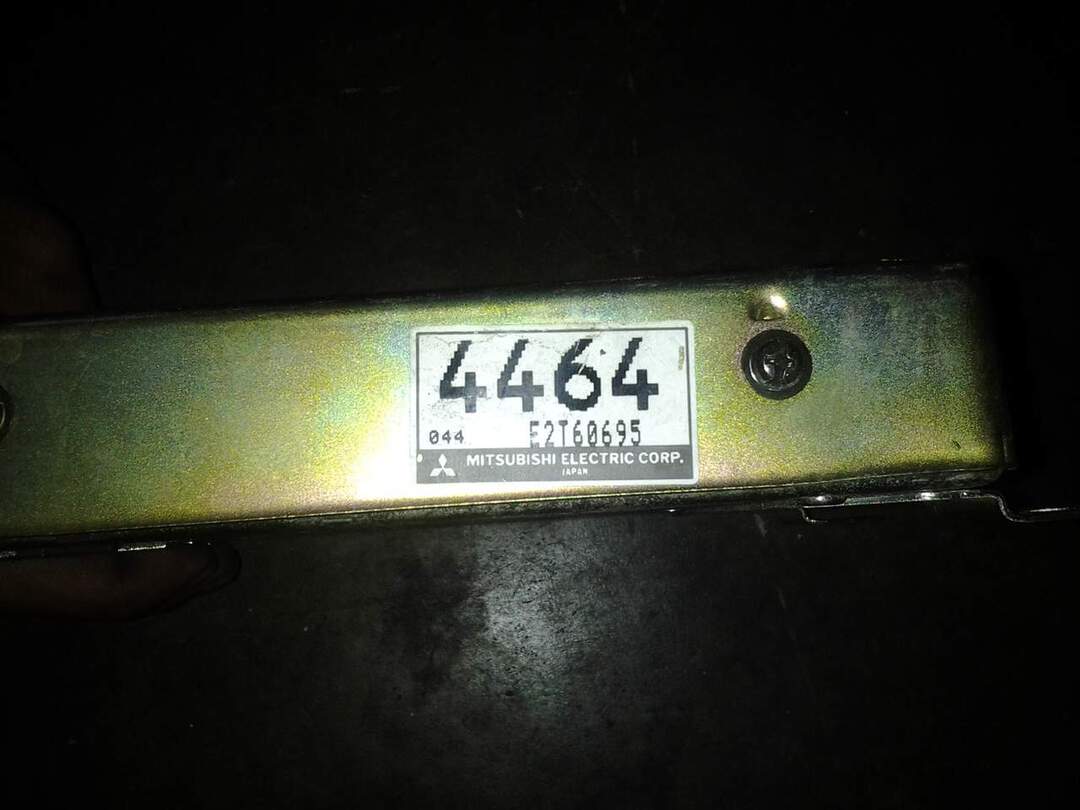 4464
044 E2T60695
MITSUBISHI ELECTRIC CORP.
JAPAN